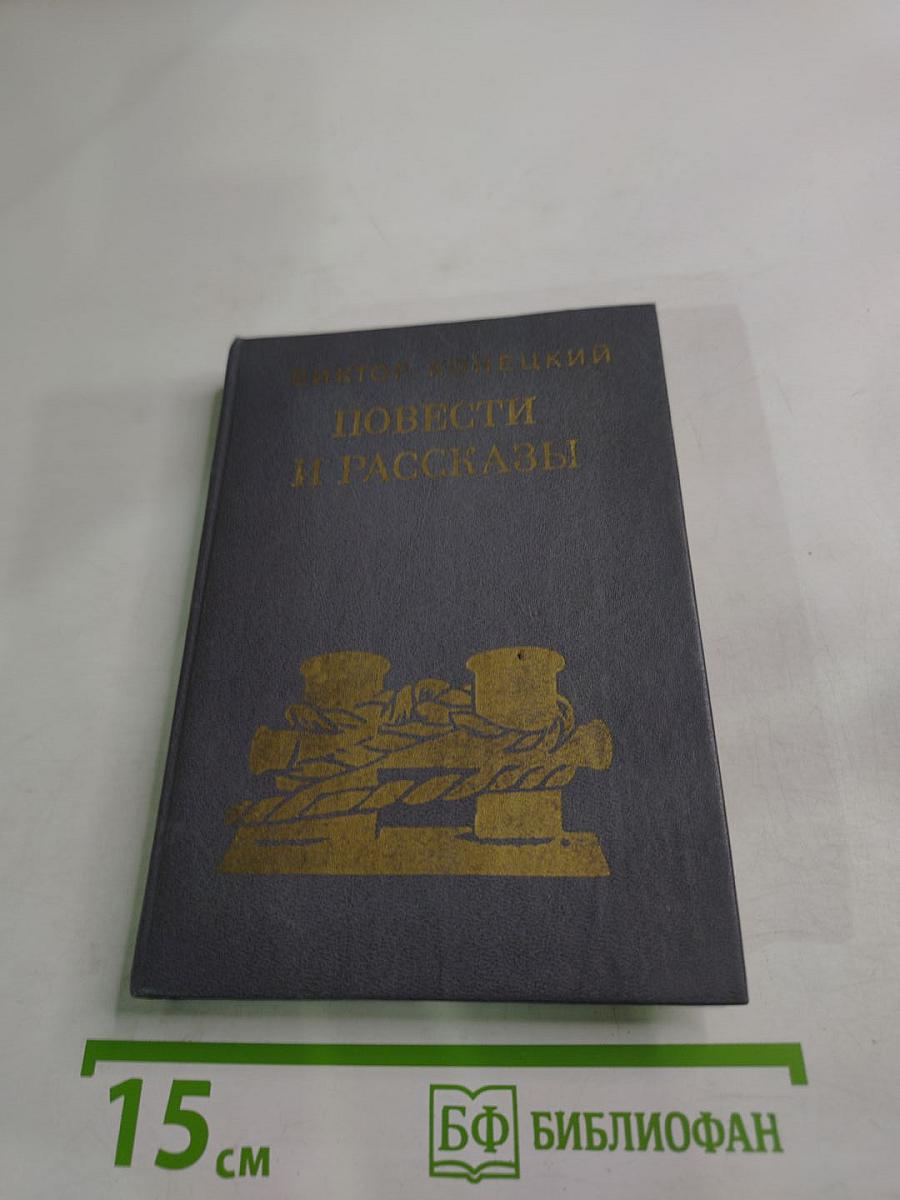 ВИКТОР КОНЕЦКИЙ
ПОВЕСТИ
И РАССКАЗЫ
15 см
БФ БИБЛИОФАН